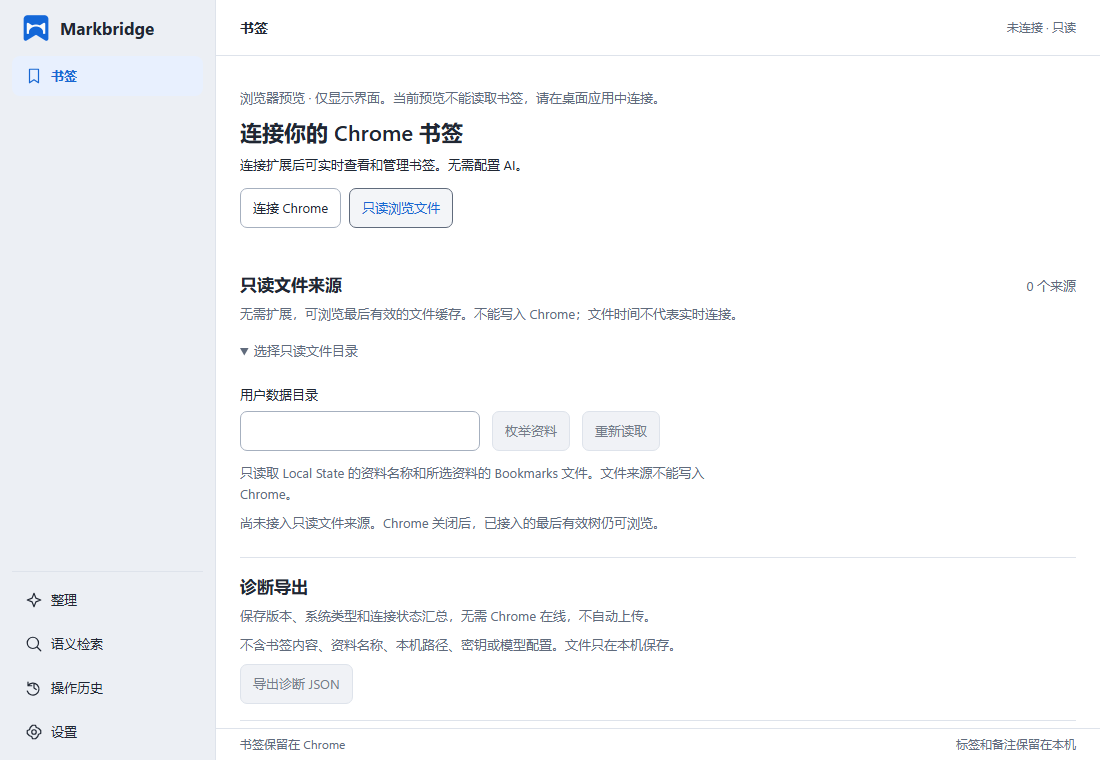 Markbridge
书签
书签
未连接 · 只读
浏览器预览 · 仅显示界面。当前预览不能读取书签，请在桌面应用中连接。
连接你的 Chrome 书签
连接扩展后可实时查看和管理书签。无需配置 AI。
连接 Chrome
只读浏览文件
只读文件来源
0 个来源
无需扩展，可浏览最后有效的文件缓存。不能写入 Chrome；文件时间不代表实时连接。
▼ 选择只读文件目录
用户数据目录
枚举资料
重新读取
只读取 Local State 的资料名称和所选资料的 Bookmarks 文件。文件来源不能写入
Chrome。
尚未接入只读文件来源。Chrome 关闭后，已接入的最后有效树仍可浏览。
诊断导出
保存版本、系统类型和连接状态汇总，无需 Chrome 在线，不自动上传。
不含书签内容、资料名称、本机路径、密钥或模型配置。文件只在本机保存。
导出诊断 JSON
整理
语义检索
操作历史
设置
书签保留在 Chrome
标签和备注保留在本机